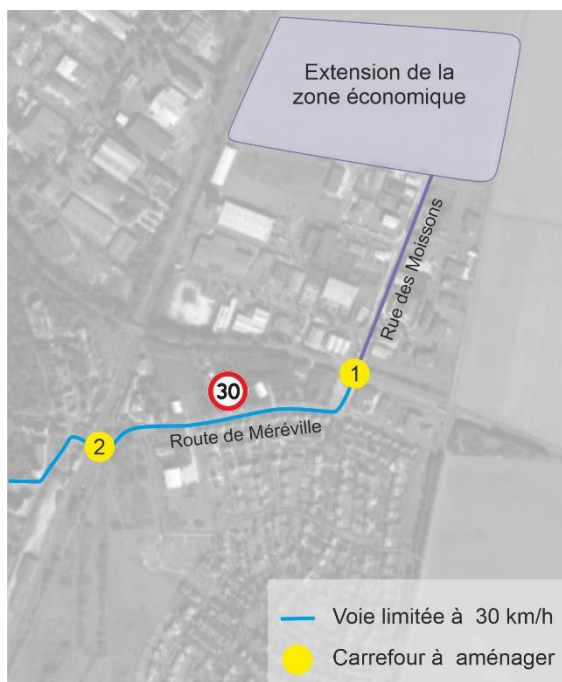 Extension de la
zone économique
Rue des Moissons
1
30
2
Route de Méréville
Voie limitée à 30 km/h
Carrefour à aménager